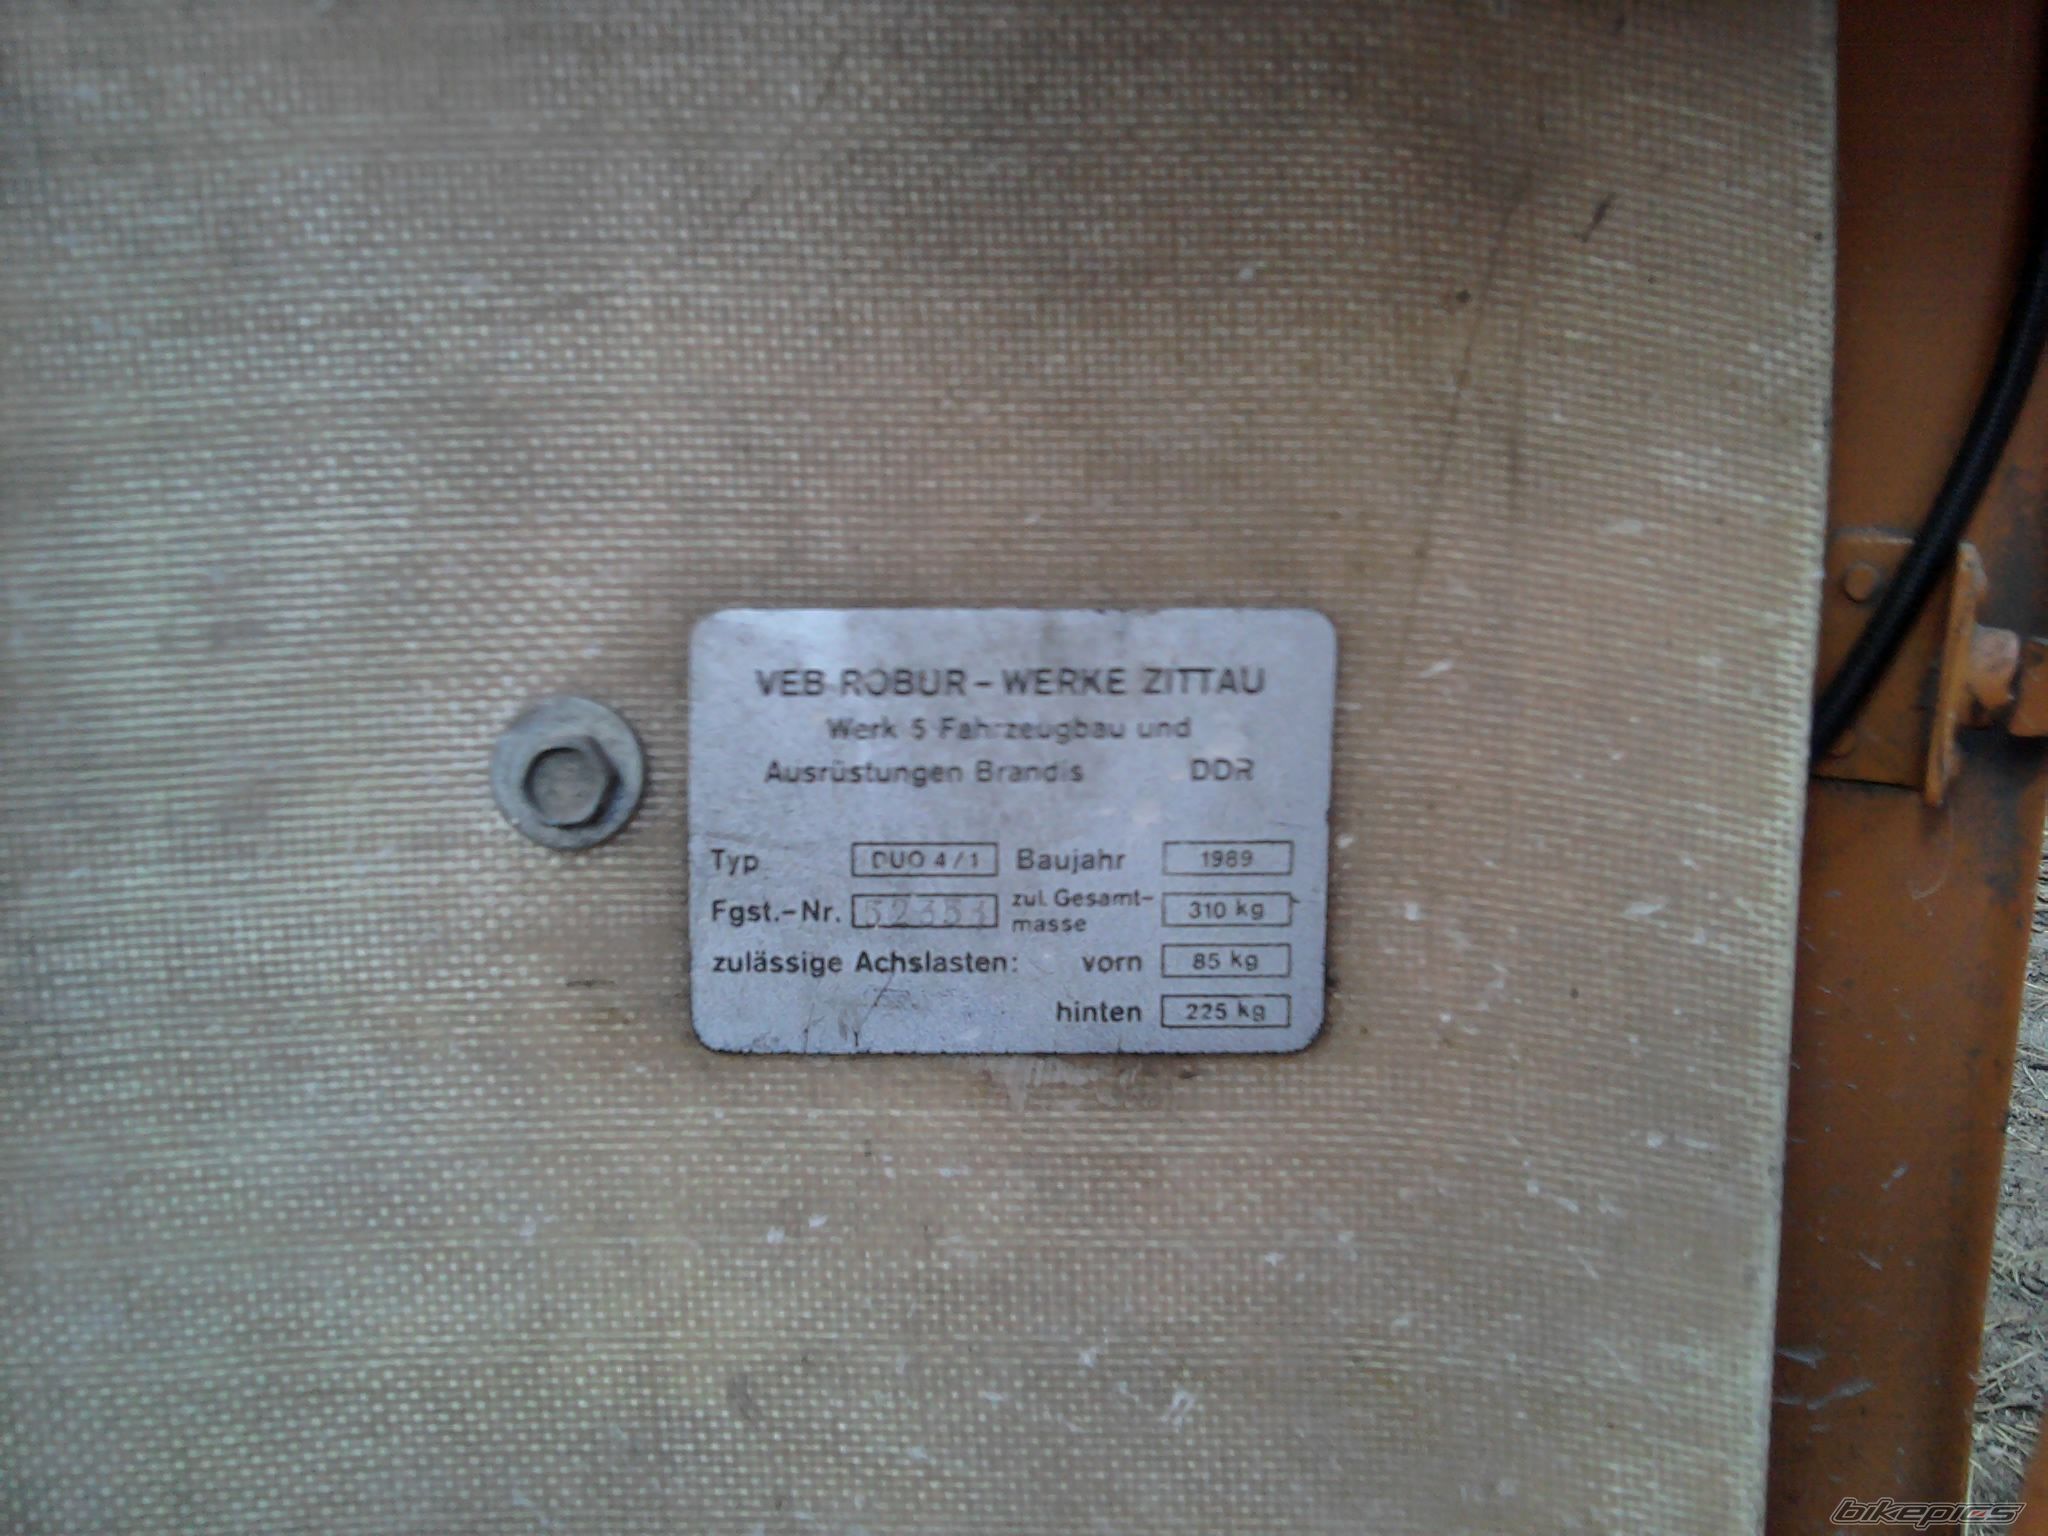 VEB ROBUR-WERKE ZITTAU
Werk 5 Fahrzeugbau und
Ausrüstungen Brandis DDR
Typ DUO 4/1 Baujahr 1989
Fgst.-Nr. zul. Gesamt-
masse 310 kg
zulässige Achslasten: vorn 85 kg
hinten 225 kg
bikepics